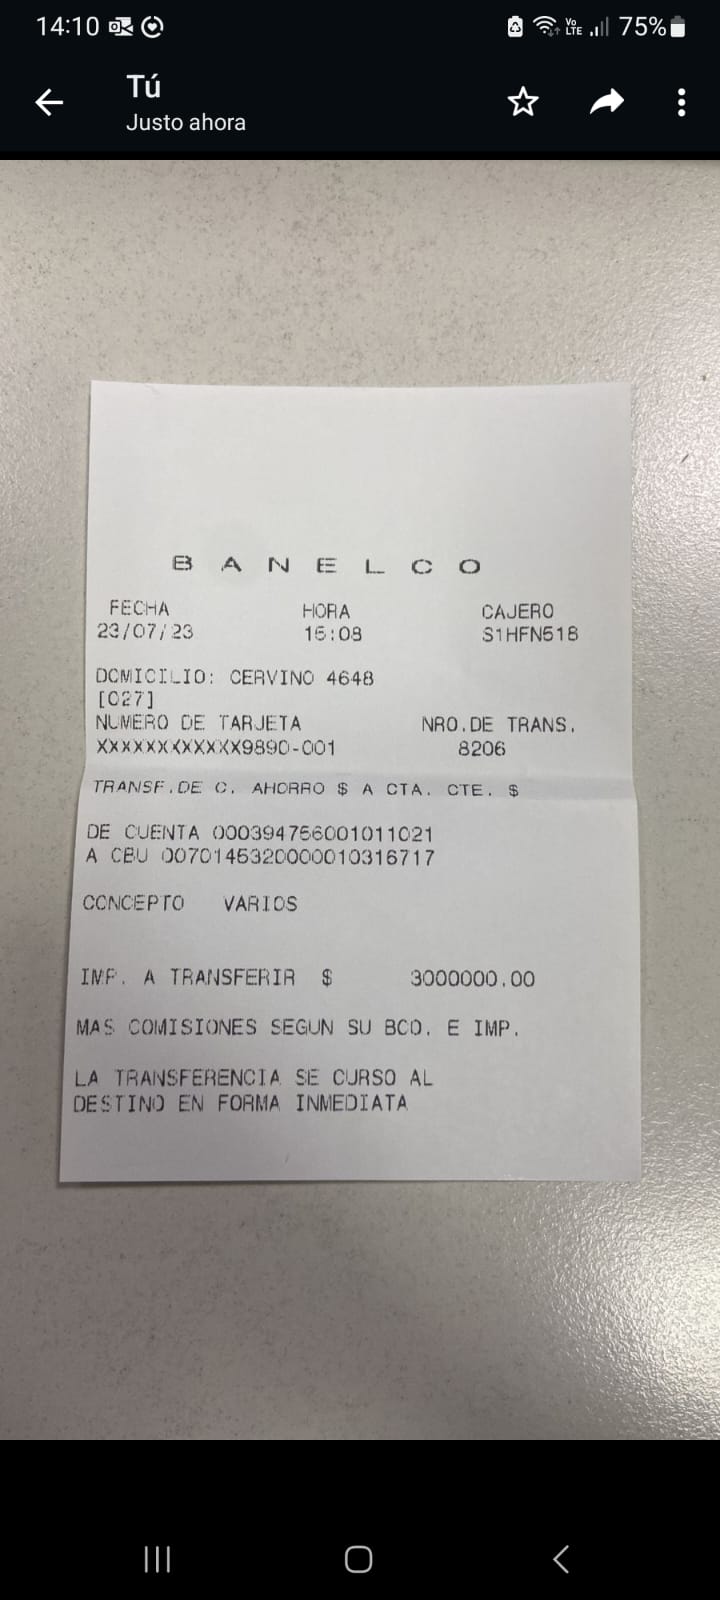 14:10 75%
Tú
Justo ahora
BANELCO
FECHA HORA CAJERO
23/07/23 16:08 S1HFN518
DOMICILIO: CERVINO 4648
[027]
NUMERO DE TARJETA NRO.DE TRANS.
XXXXXXXXXXXX9890-001 8206
TRANSF.DE C. AHORRO $ A CTA. CTE. $
DE CUENTA 000394756001011021
A CBU 0070145320000010316717
CONCEPTO VARIOS
IMP. A TRANSFERIR $ 3000000.00
MAS COMISIONES SEGUN SU BCO. E IMP.
LA TRANSFERENCIA SE CURSO AL
DESTINO EN FORMA INMEDIATA